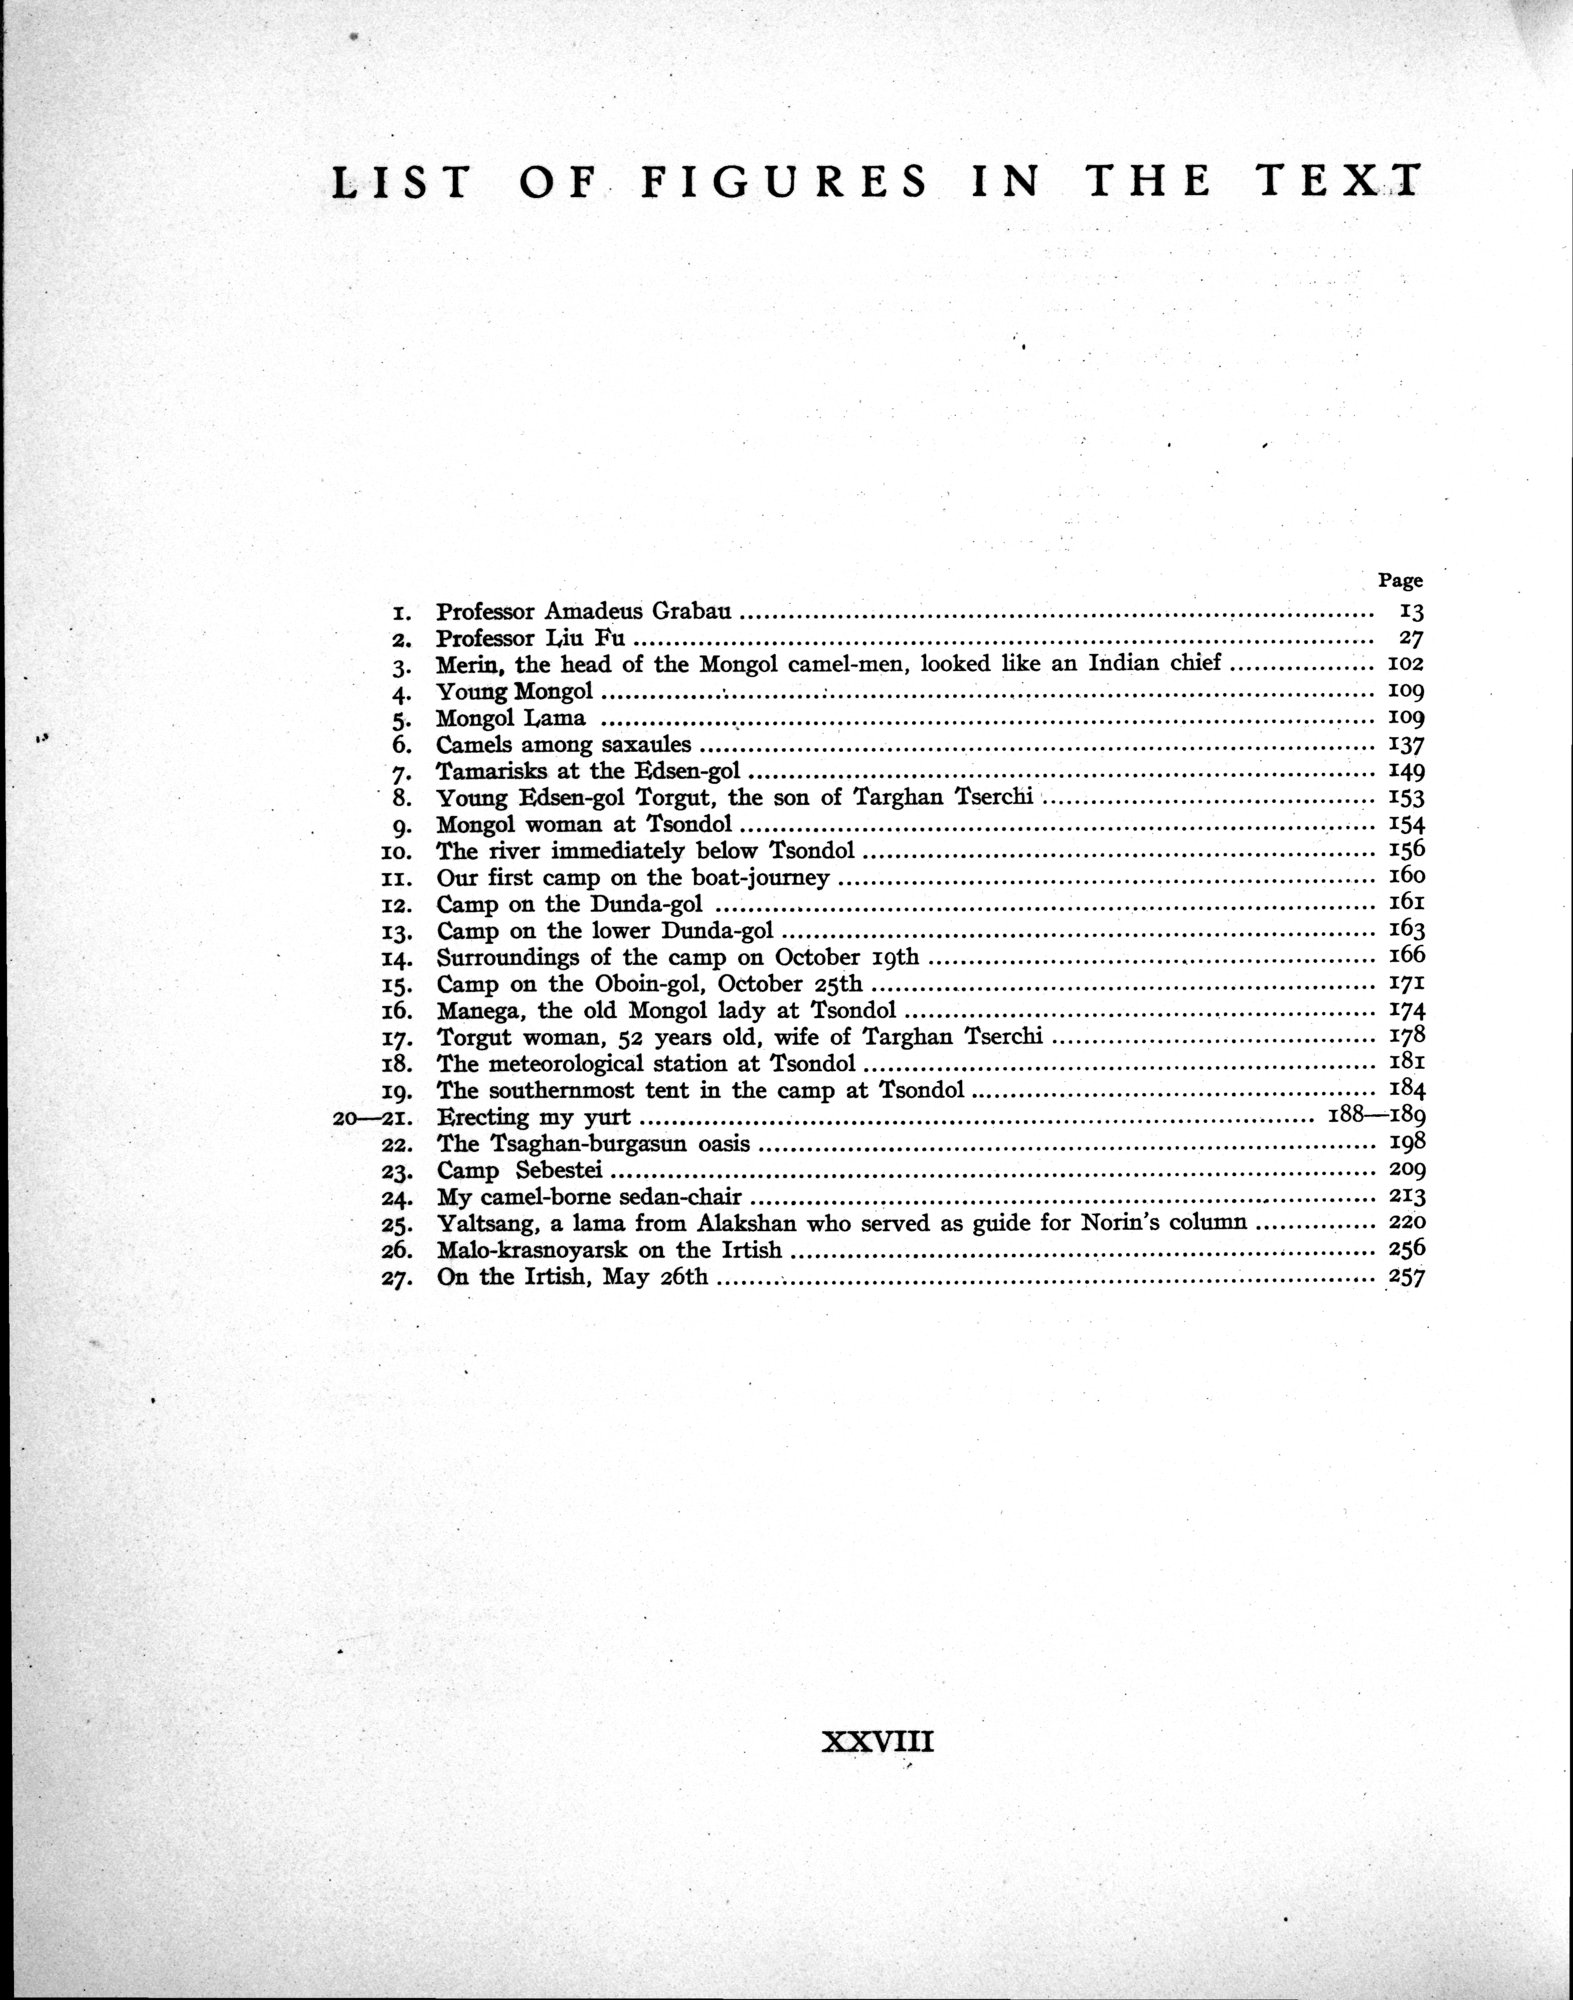 LIST OF FIGURES IN THE TEXT
Page
1. Professor Amadeus Grabau 13
2. Professor Liu Fu 27
3. Merin, the head of the Mongol camel-men, looked like an Indian chief 102
4. Young Mongol 109
5. Mongol Lama 109
6. Camels among saxaules 137
7. Tamarisks at the Edsen-gol 149
8. Young Edsen-gol Torgut, the son of Targhan Tserchi 153
9. Mongol woman at Tsondol 154
10. The river immediately below Tsondol 156
11. Our first camp on the boat-journey 160
12. Camp on the Dunda-gol 161
13. Camp on the lower Dunda-gol 163
14. Surroundings of the camp on October 19th 166
15. Camp on the Oboin-gol, October 25th 171
16. Manega, the old Mongol lady at Tsondol 174
17. Torgut woman, 52 years old, wife of Targhan Tserchi 178
18. The meteorological station at Tsondol 181
19. The southernmost tent in the camp at Tsondol 184
20—21. Erecting my yurt 188—189
22. The Tsaghan-burgasun oasis 198
23. Camp Sebestei 209
24. My camel-borne sedan-chair 213
25. Yaltsang, a lama from Alakshan who served as guide for Norin's column 220
26. Malo-krasnoyarsk on the Irtish 256
27. On the Irtish, May 26th 257
XXVIII